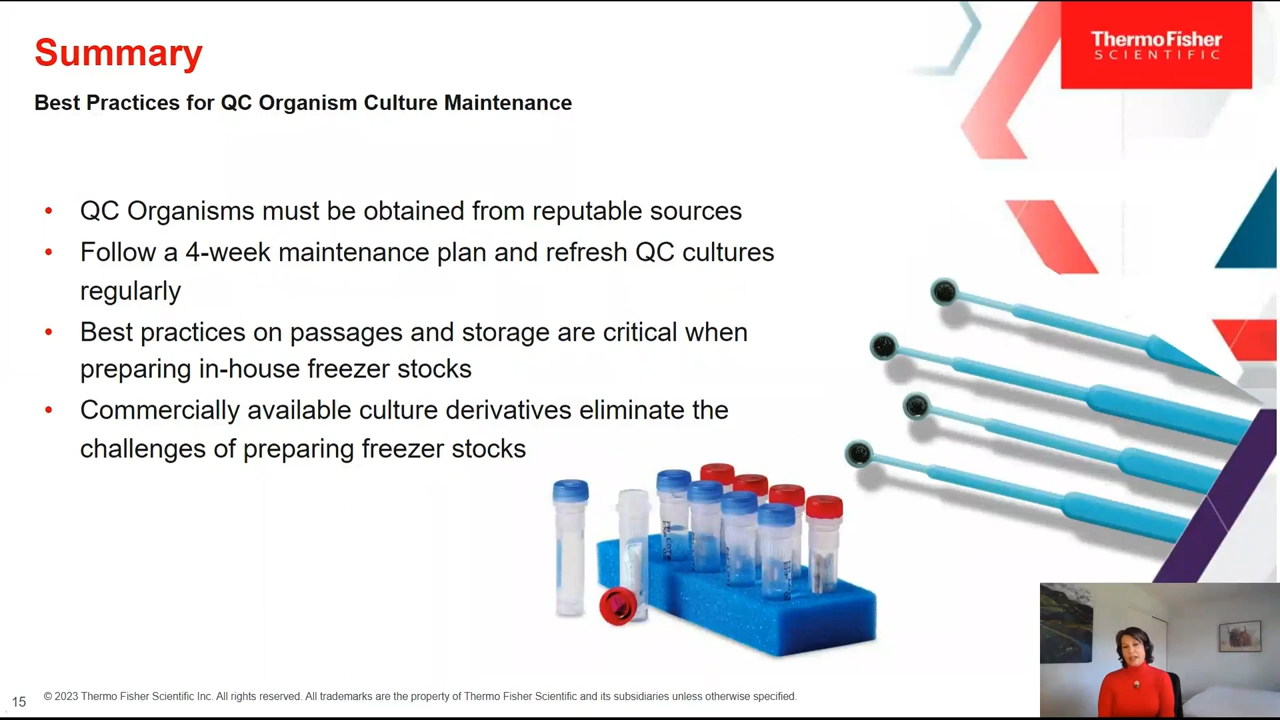 Summary
ThermoFisher
SCIENTIFIC
Best Practices for QC Organism Culture Maintenance
• QC Organisms must be obtained from reputable sources
• Follow a 4-week maintenance plan and refresh QC cultures
regularly
• Best practices on passages and storage are critical when
preparing in-house freezer stocks
• Commercially available culture derivatives eliminate the
challenges of preparing freezer stocks
15
© 2023 Thermo Fisher Scientific Inc. All rights reserved. All trademarks are the property of Thermo Fisher Scientific and its subsidiaries unless otherwise specified.